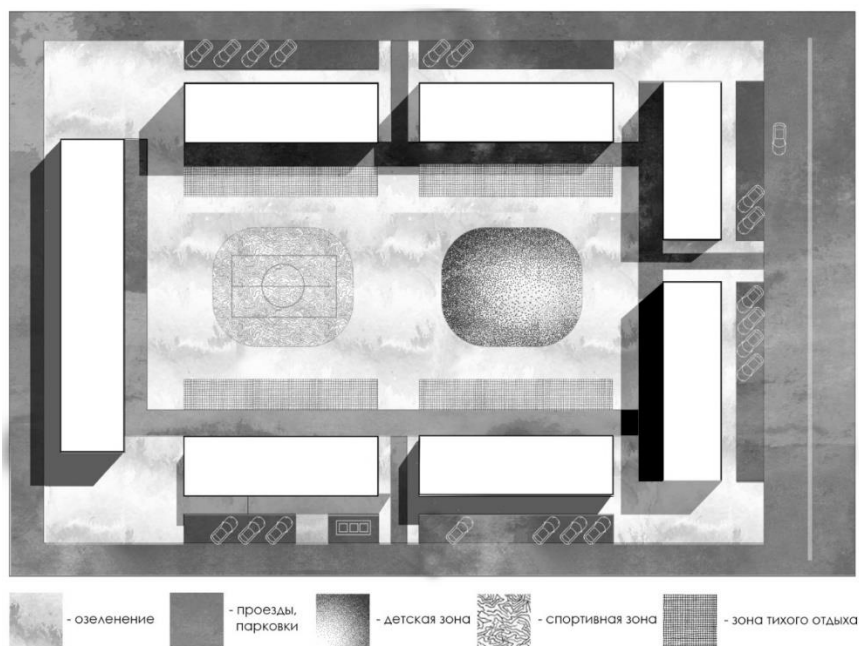 - озеленение
- проезды,
парковки
- детская зона
- спортивная зона
- зона тихого отдыха